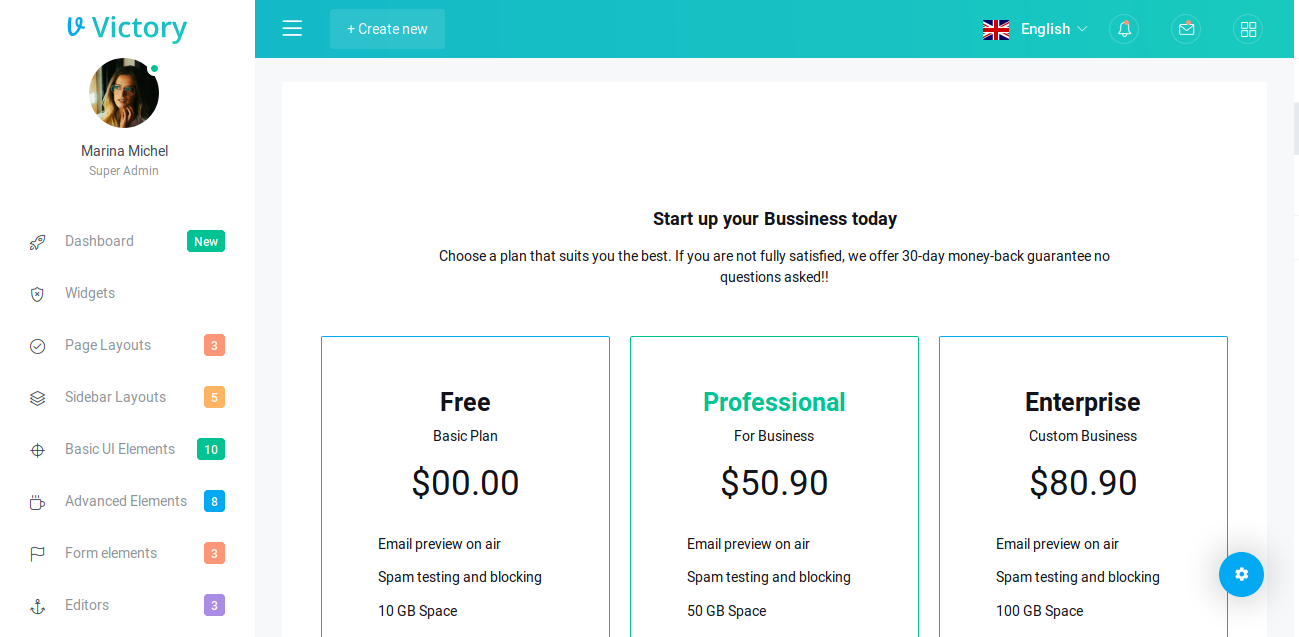 Victory
Marina Michel
Super Admin
Dashboard New
Widgets
Page Layouts 3
Sidebar Layouts 5
Basic UI Elements 10
Advanced Elements 8
Form elements 3
Editors 3
+ Create new
English
Start up your Bussiness today
Choose a plan that suits you the best. If you are not fully satisfied, we offer 30-day money-back guarantee no
questions asked!!
Free
Basic Plan
$00.00
Email preview on air
Spam testing and blocking
10 GB Space
Professional
For Business
$50.90
Email preview on air
Spam testing and blocking
50 GB Space
Enterprise
Custom Business
$80.90
Email preview on air
Spam testing and blocking
100 GB Space